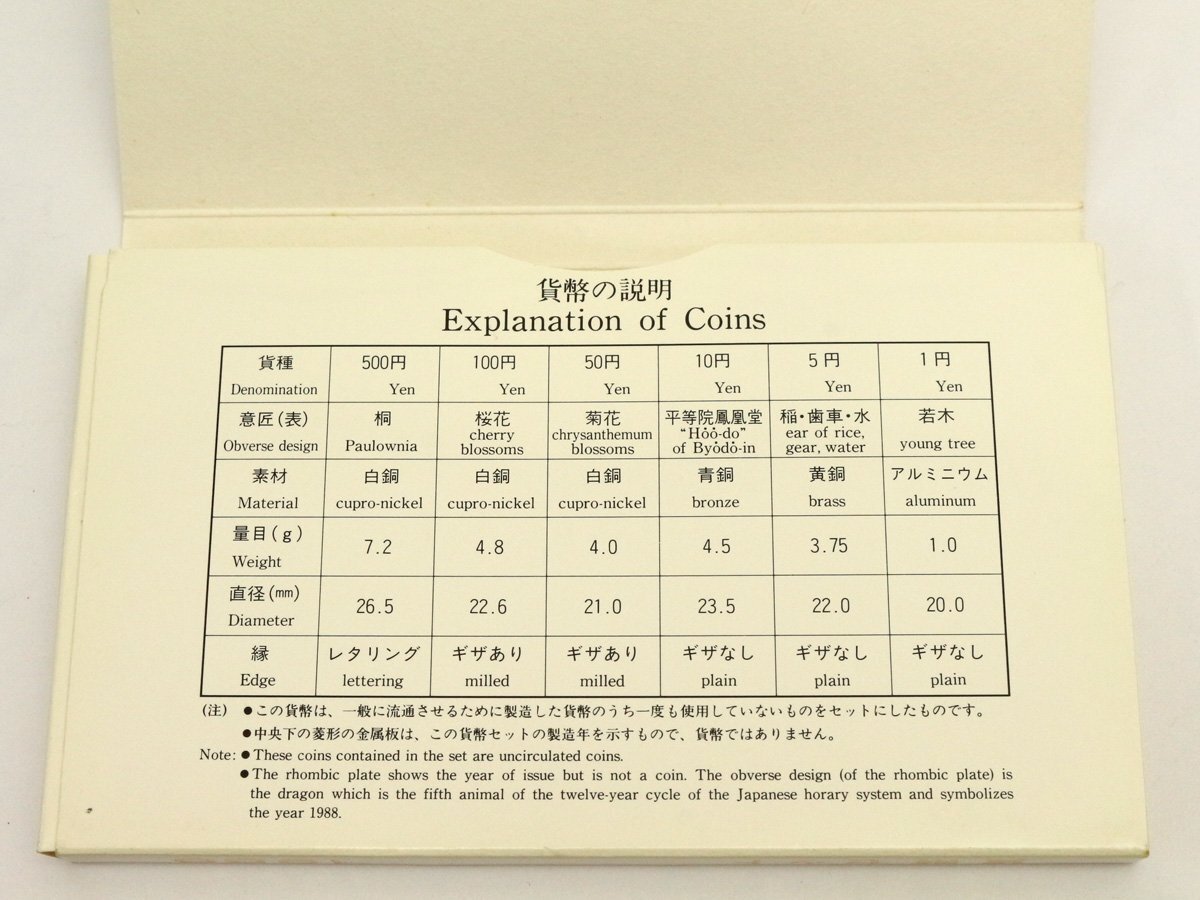 貨幣の説明
Explanation of Coins
貨種 500円 100円 50円 10円 5円 1円
Denomination Yen Yen Yen Yen Yen Yen
意匠(表) 桐 桜花 菊花 平等院鳳凰堂 稲・歯車・水 若木
Obverse design Paulownia cherry blossoms chrysanthemum blossoms “Hȯȯ-do” of Byȯdȯ-in ear of rice, gear, water young tree
素材 白銅 白銅 白銅 青銅 黄銅 アルミニウム
Material cupro-nickel cupro-nickel cupro-nickel bronze brass aluminum
量目(g) 7.2 4.8 4.0 4.5 3.75 1.0
Weight
直径(㎜) 26.5 22.6 21.0 23.5 22.0 20.0
Diameter
縁 レタリング ギザあり ギザあり ギザなし ギザなし ギザなし
Edge lettering milled milled plain plain plain
(注) ●この貨幣は、一般に流通させるために製造した貨幣のうち一度も使用していないものをセットにしたものです。
●中央下の菱形の金属板は、この貨幣セットの製造年を示すもので、貨幣ではありません。
Note: ●These coins contained in the set are uncirculated coins.
●The rhombic plate shows the year of issue but is not a coin. The obverse design (of the rhombic plate) is
the dragon which is the fifth animal of the twelve-year cycle of the Japanese horary system and symbolizes
the year 1988.